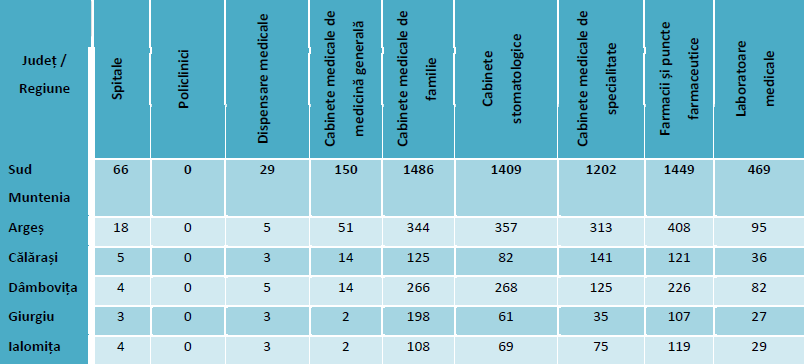 Județ / Regiune Spitale Policlinici Dispensare medicale Cabinete medicale de medicină generală Cabinete medicale de familie Cabinete stomatologice Cabinete medicale de specialitate Farmacii și puncte farmaceutice Laboratoare medicale
Sud Muntenia 66 0 29 150 1486 1409 1202 1449 469
Argeș 18 0 5 51 344 357 313 408 95
Călărași 5 0 3 14 125 82 141 121 36
Dâmbovița 4 0 5 14 266 268 125 226 82
Giurgiu 3 0 3 2 198 61 35 107 27
Ialomița 4 0 3 2 108 69 75 119 29